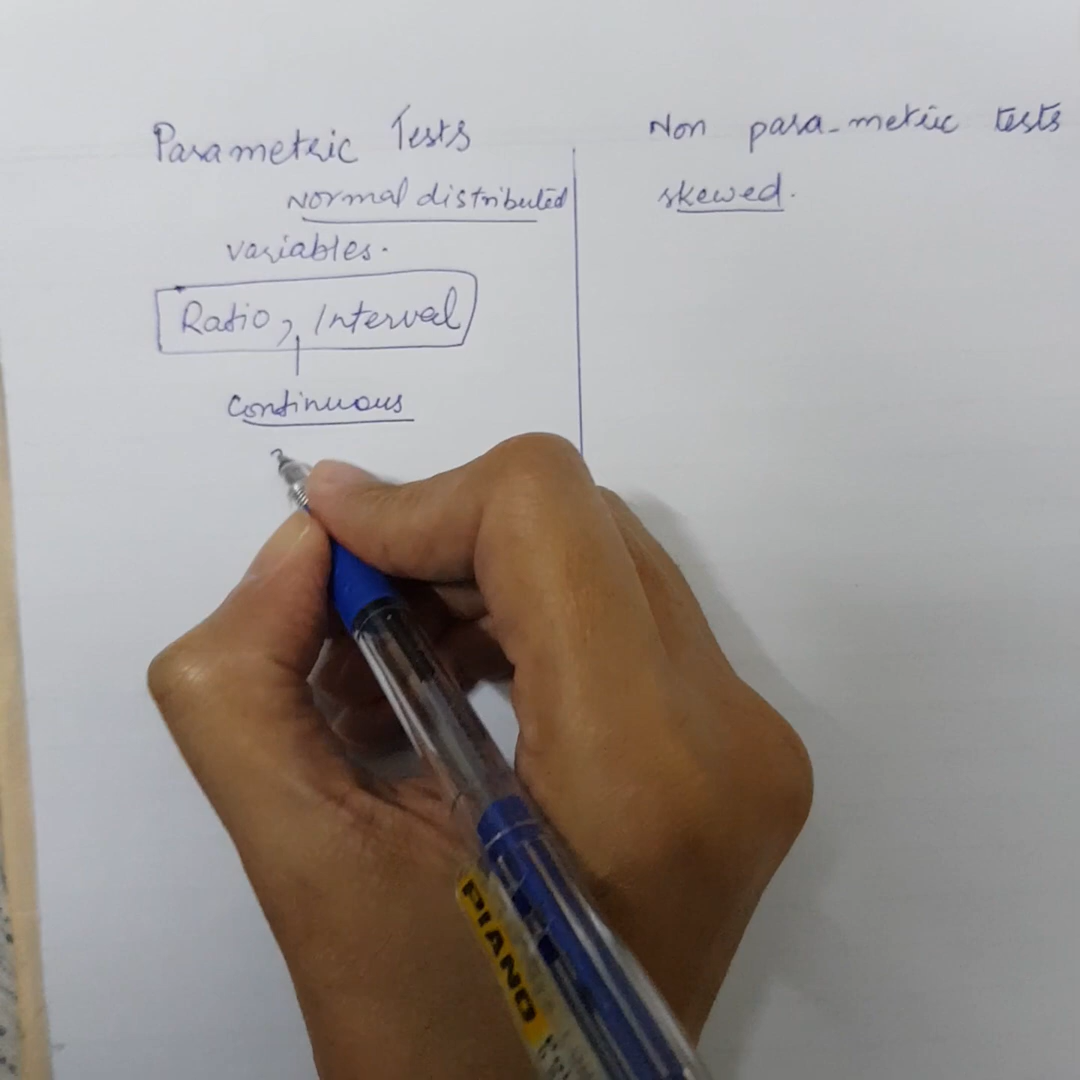 Parametric Tests
Normal distributed
variables.
Ratio, Interval
Continuous
Non para-metric tests
skewed.
PIANO